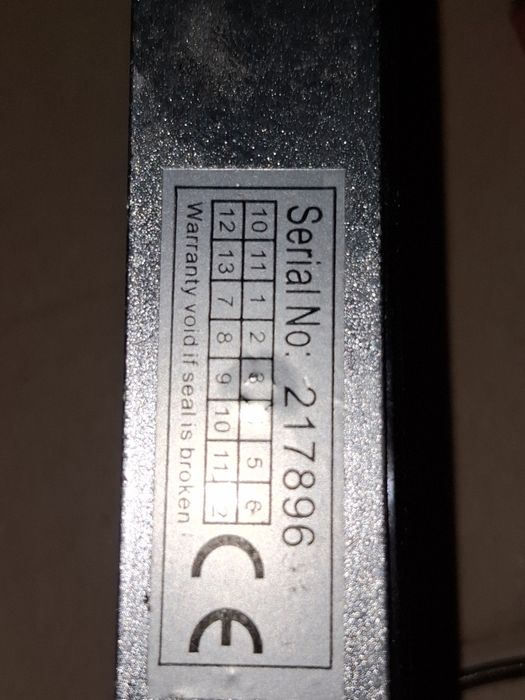 Serial No: 217896
10 11 1 2 5 6
12 13 7 8 9 10 11 2
Warranty void if seal is broken
CE